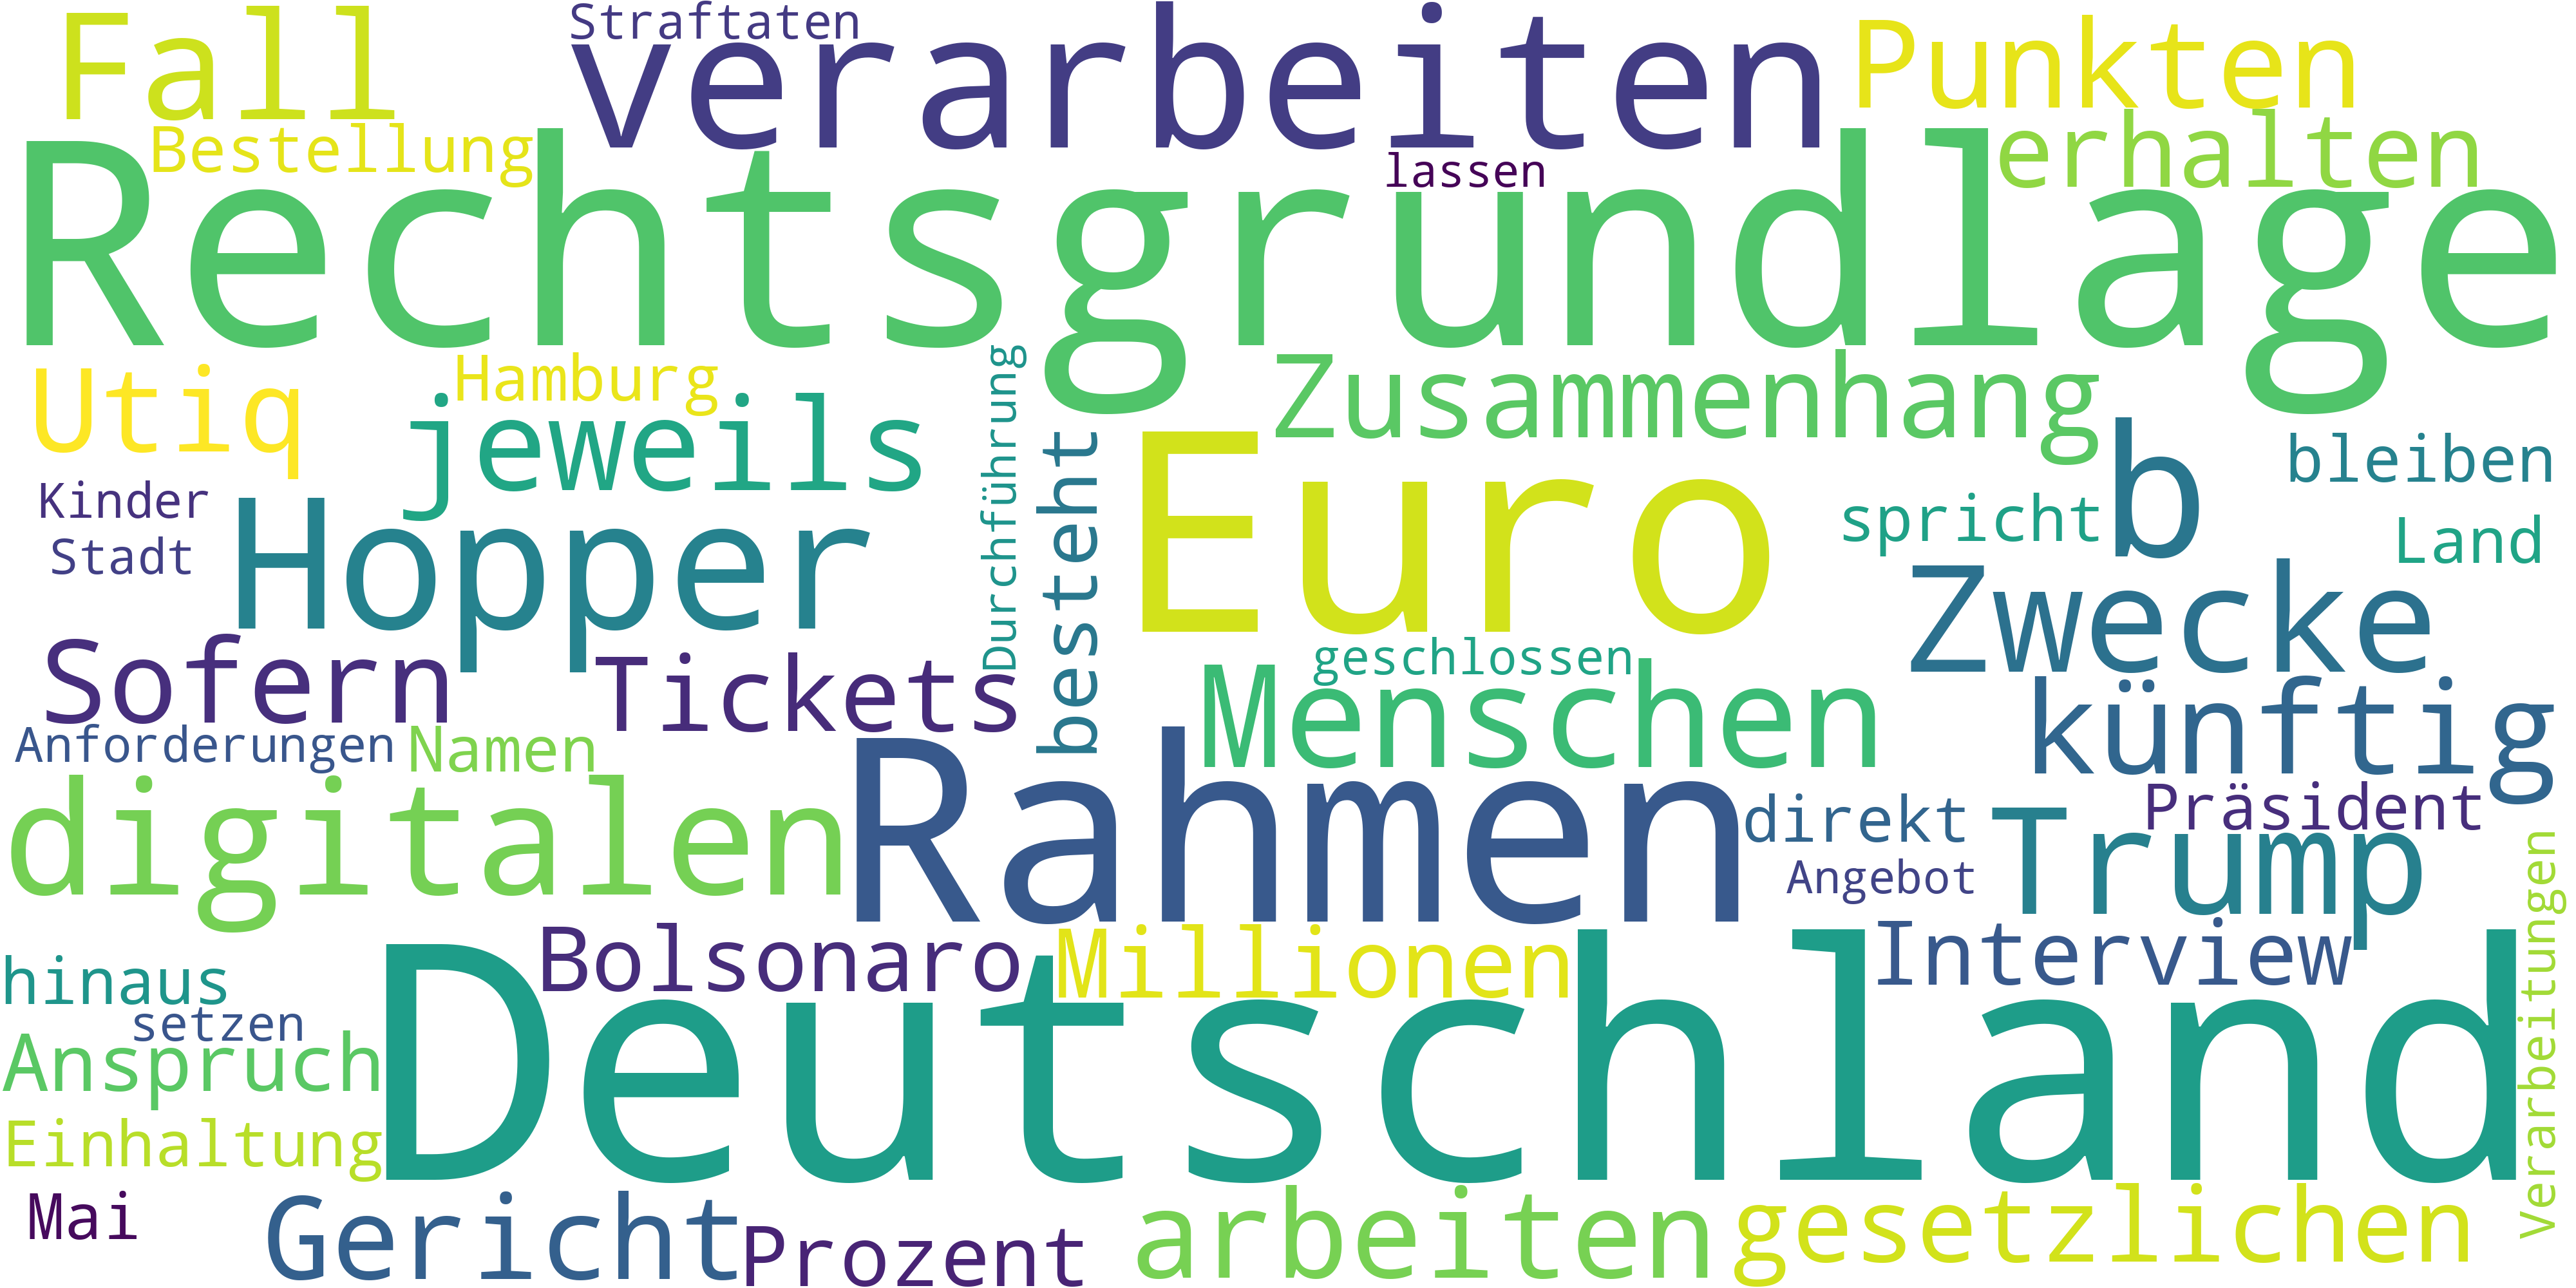 Straftaten
Fall
verarbeiten
Punkten
Bestellung
lassen
erhalten
Rechtsgrundlage
Utiq
Hamburg
jeweils
Durchführung
besteht
Zusammenhang
Euro
b
bleiben
Kinder
Stadt
Hopper
spricht
Land
Zwecke
Sofern
Tickets
geschlossen
Menschen
künftig
Anforderungen
Namen
digitalen
Rahmen
direkt
Präsident
Trump
Angebot
Verarbeitungen
hinaus
Bolsonaro
Millionen
Interview
setzen
Anspruch
Deutschland
Einhaltung
Mai
Gericht
Prozent
arbeiten
gesetzlichen